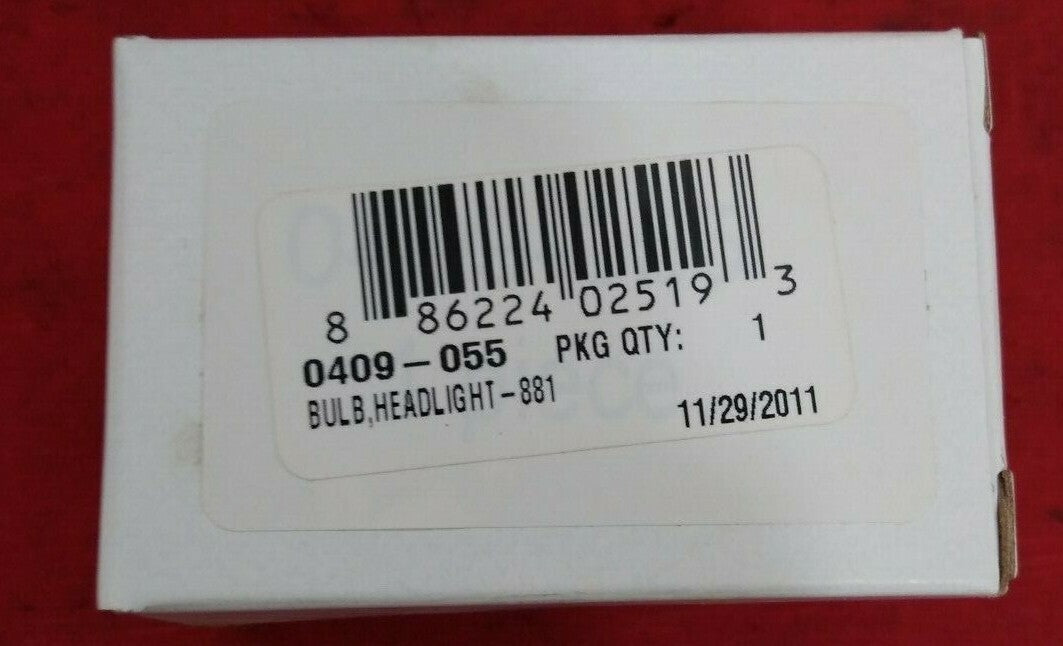 8 86224 02519 3
0409-055 PKG QTY: 1
BULB,HEADLIGHT-881
11/29/2011